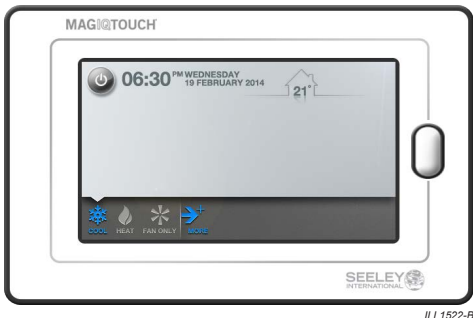 MAGIQTOUCH
06:30 PM WEDNESDAY
19 FEBRUARY 2014
21°
COOL HEAT FAN ONLY MORE
SEELEY
INTERNATIONAL
ILL1522-B